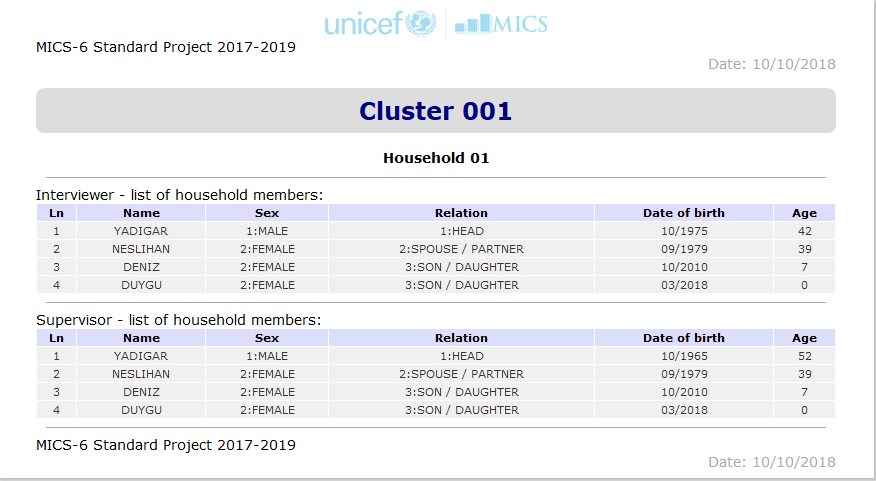 unicef MICS
MICS-6 Standard Project 2017-2019
Date: 10/10/2018
Cluster 001
Household 01
Interviewer - list of household members:
Ln Name Sex Relation Date of birth Age
1 YADIGAR 1:MALE 1:HEAD 10/1975 42
2 NESLIHAN 2:FEMALE 2:SPOUSE / PARTNER 09/1979 39
3 DENIZ 2:FEMALE 3:SON / DAUGHTER 10/2010 7
4 DUYGU 2:FEMALE 3:SON / DAUGHTER 03/2018 0
Supervisor - list of household members:
Ln Name Sex Relation Date of birth Age
1 YADIGAR 1:MALE 1:HEAD 10/1965 52
2 NESLIHAN 2:FEMALE 2:SPOUSE / PARTNER 09/1979 39
3 DENIZ 2:FEMALE 3:SON / DAUGHTER 10/2010 7
4 DUYGU 2:FEMALE 3:SON / DAUGHTER 03/2018 0
MICS-6 Standard Project 2017-2019
Date: 10/10/2018